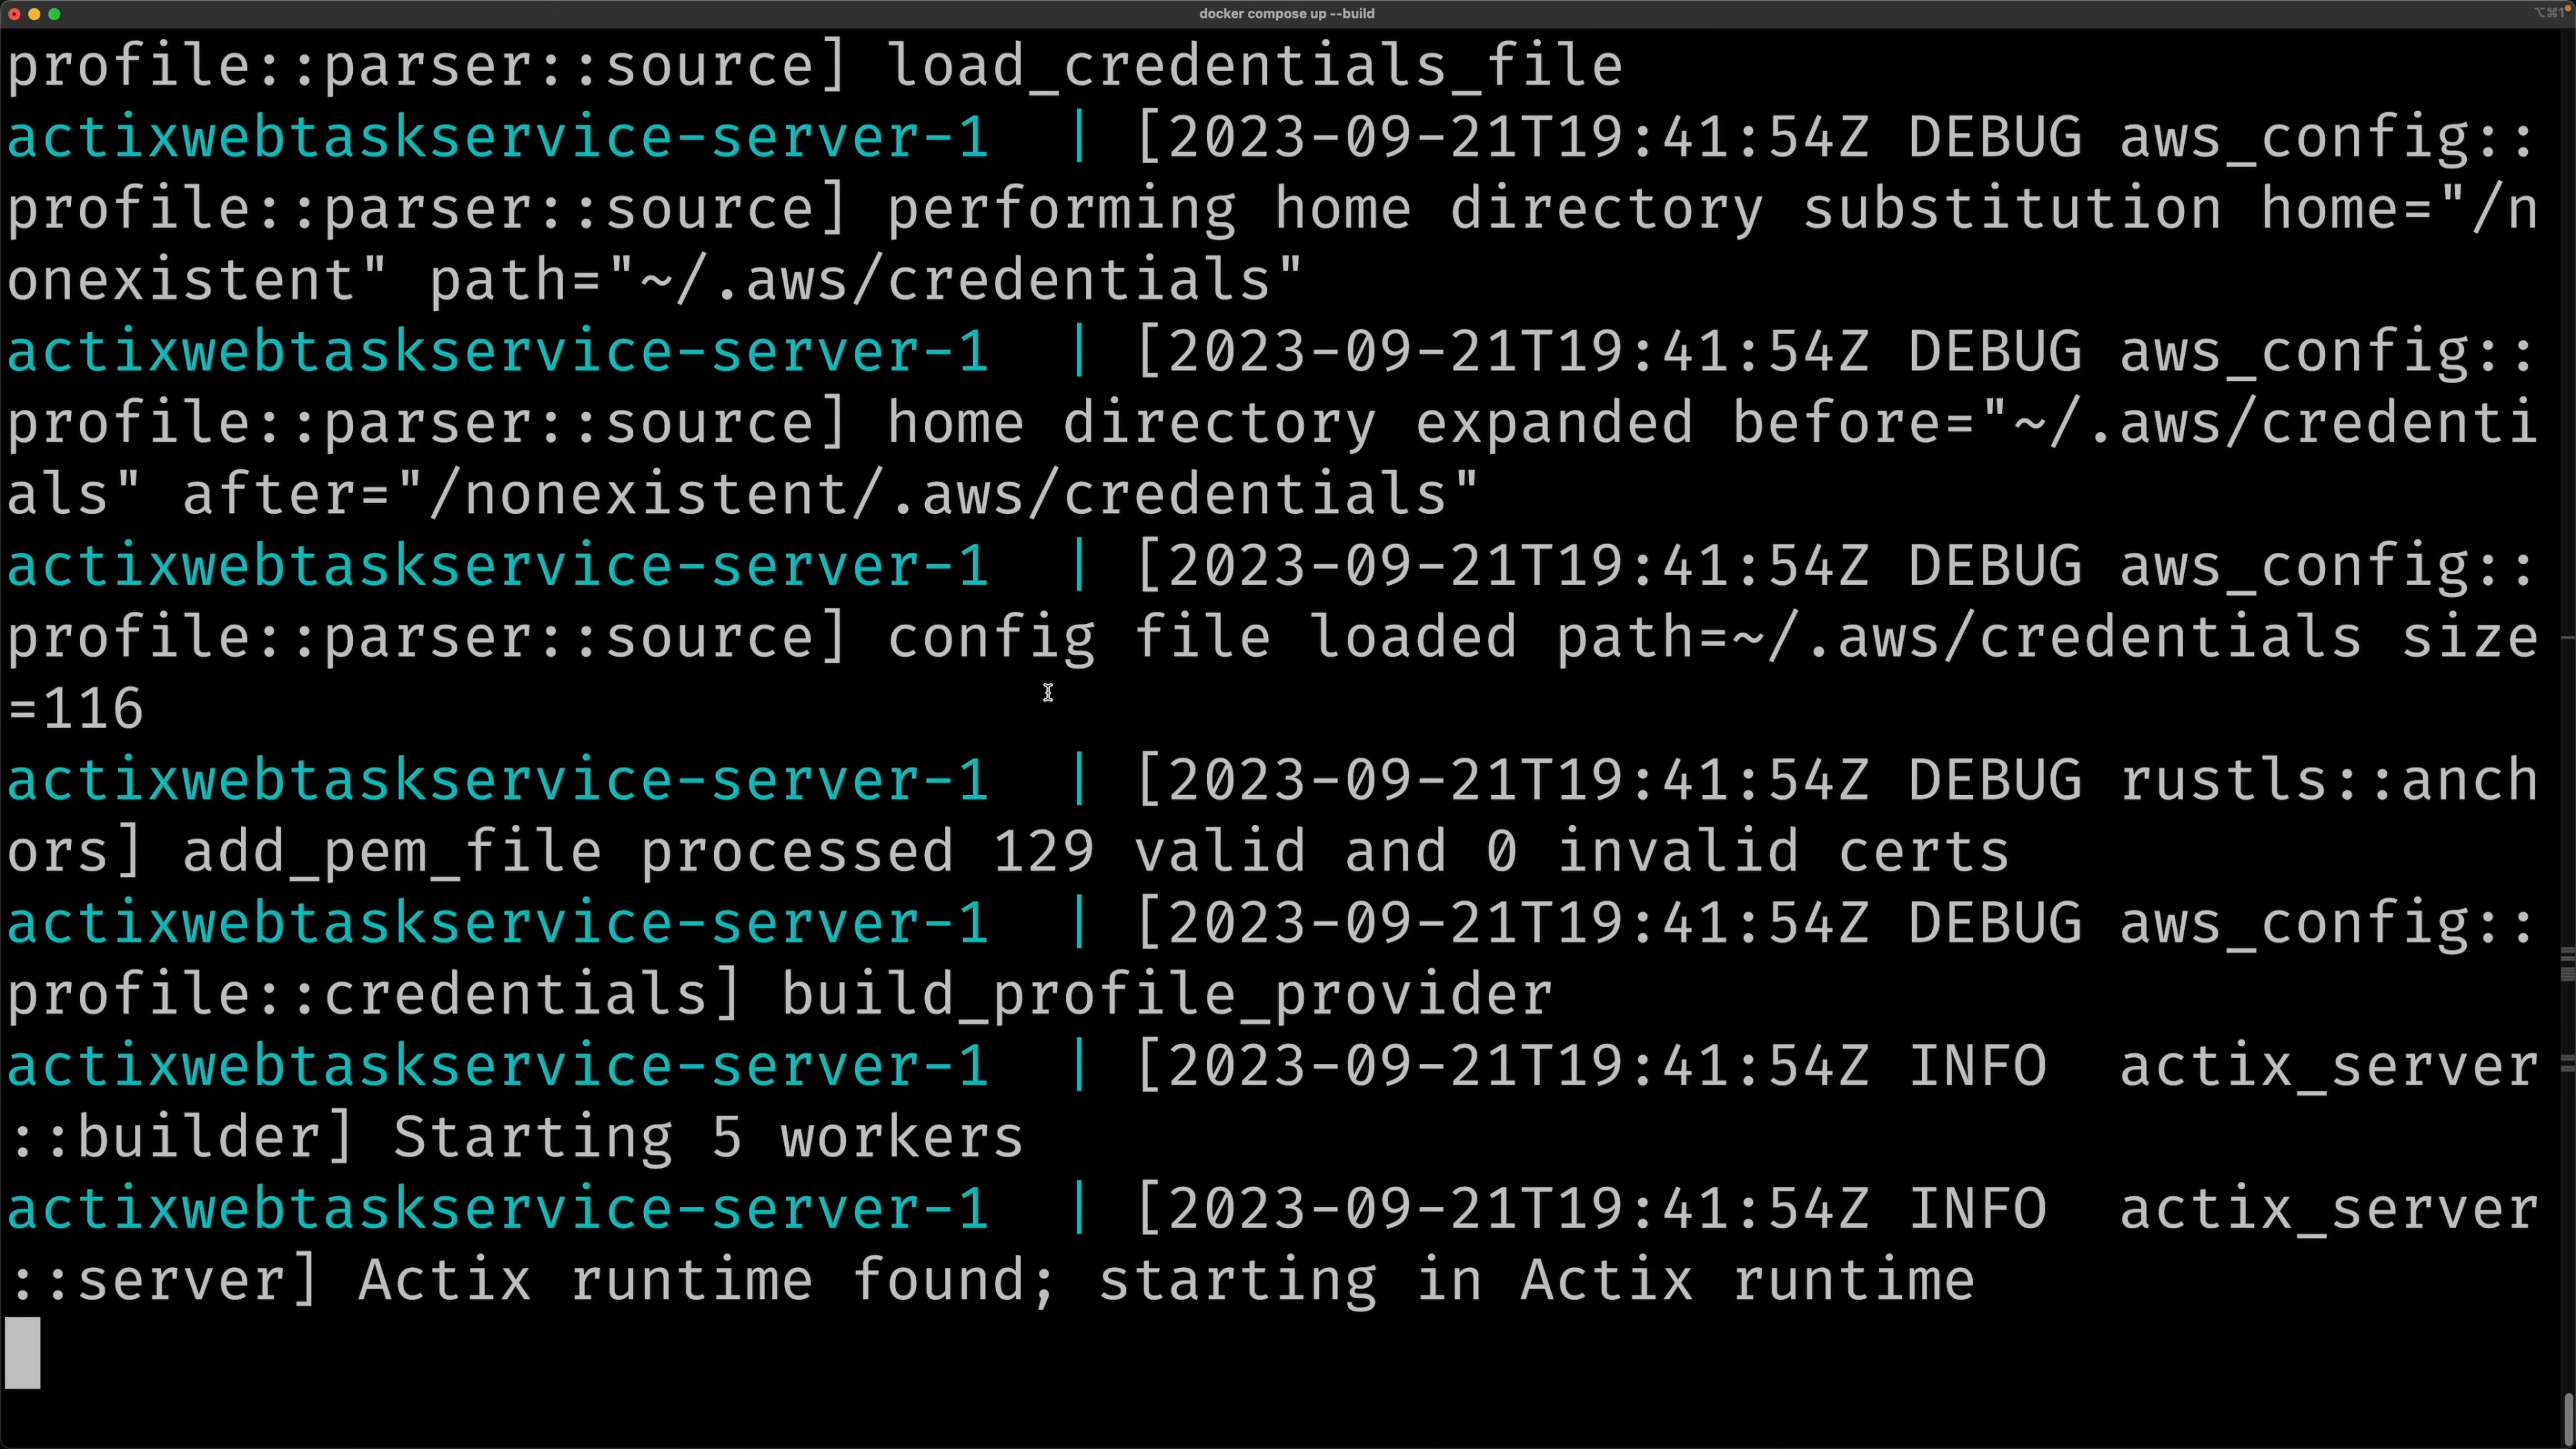 docker compose up --build
⌥⌘1
profile::parser::source] load_credentials_file
actixwebtaskservice-server-1  | [2023-09-21T19:41:54Z DEBUG aws_config::
profile::parser::source] performing home directory substitution home="/n
onexistent" path="~/.aws/credentials"
actixwebtaskservice-server-1  | [2023-09-21T19:41:54Z DEBUG aws_config::
profile::parser::source] home directory expanded before="~/.aws/credenti
als" after="/nonexistent/.aws/credentials"
actixwebtaskservice-server-1  | [2023-09-21T19:41:54Z DEBUG aws_config::
profile::parser::source] config file loaded path=~/.aws/credentials size
=116
actixwebtaskservice-server-1  | [2023-09-21T19:41:54Z DEBUG rustls::anch
ors] add_pem_file processed 129 valid and 0 invalid certs
actixwebtaskservice-server-1  | [2023-09-21T19:41:54Z DEBUG aws_config::
profile::credentials] build_profile_provider
actixwebtaskservice-server-1  | [2023-09-21T19:41:54Z INFO  actix_server
::builder] Starting 5 workers
actixwebtaskservice-server-1  | [2023-09-21T19:41:54Z INFO  actix_server
::server] Actix runtime found; starting in Actix runtime